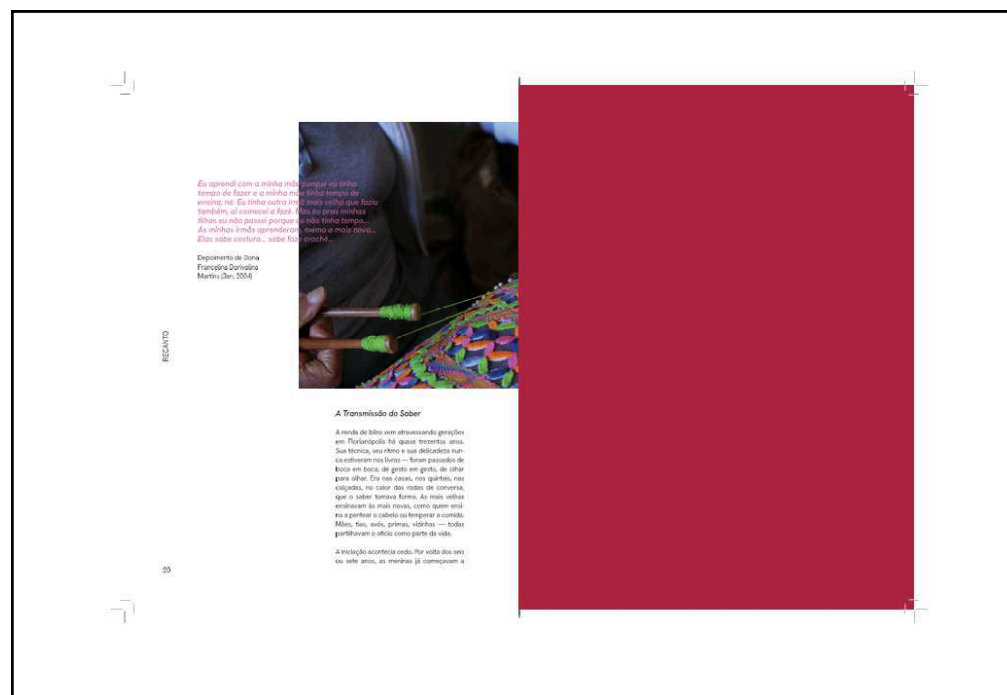 Eu aprendi com a minha mãe porque eu tinha
tempo de fazer e a minha mãe tinha tempo de
ensina, né. Eu tinha outra irmã mais velha que fazia
também, aí comecei a fazê. Mas eu pras minhas
filhas eu não passei porque eu não tinha tempo...
As minhas irmãs aprenderam, memo a mais nova...
Elas sabe costura... sabe faze crochê...
Depoimento de Dona
Francelina Dorivalina
Martins (Jan, 2004)
RECANTO
A Transmissão do Saber
A renda de bilro vem atravessando gerações
em Florianópolis há quase trezentos anos.
Sua técnica, seu ritmo e sua delicadeza nun-
ca estiveram nos livros — foram passados de
boca em boca, de gesto em gesto, de olhar
para olhar. Era nas casas, nos quintais, nas
calçadas, no calor das rodas de conversa,
que o saber tomava forma. As mais velhas
ensinavam às mais novas, como quem ensi-
na a pentear o cabelo ou temperar a comida.
Mães, tias, avós, primas, vizinhas — todas
partilhavam o ofício como parte da vida.
A iniciação acontecia cedo. Por volta dos seis
ou sete anos, as meninas já começavam a